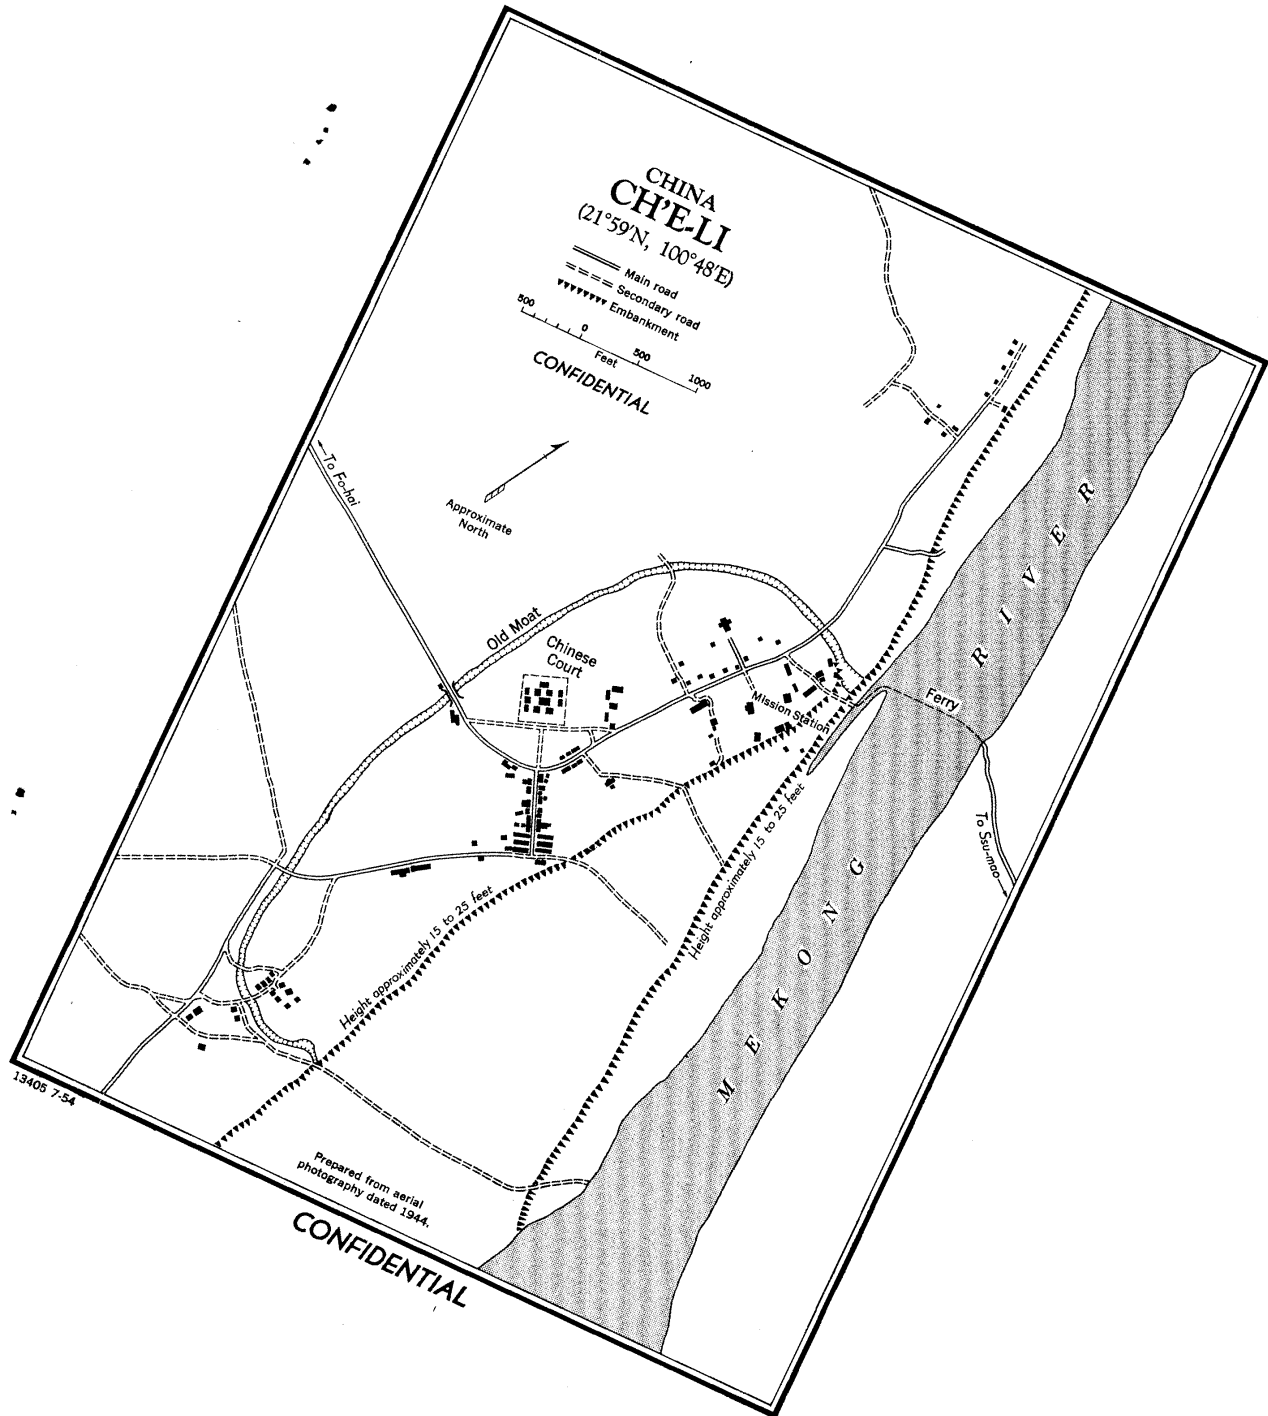 CHINA
CH'E-LI
(21°59'N, 100°48'E)
Main road
Secondary road
Embankment
500 0 500 1000
Feet
CONFIDENTIAL
To Fo-hai
Approximate
North
Old Moat
Chinese
Court
Mission Station
Ferry
To Ssu-mao
MEKONG RIVER
Height approximately 15 to 25 feet
Height approximately 15 to 25 feet
13405 7-54
Prepared from aerial
photography dated 1944.
CONFIDENTIAL